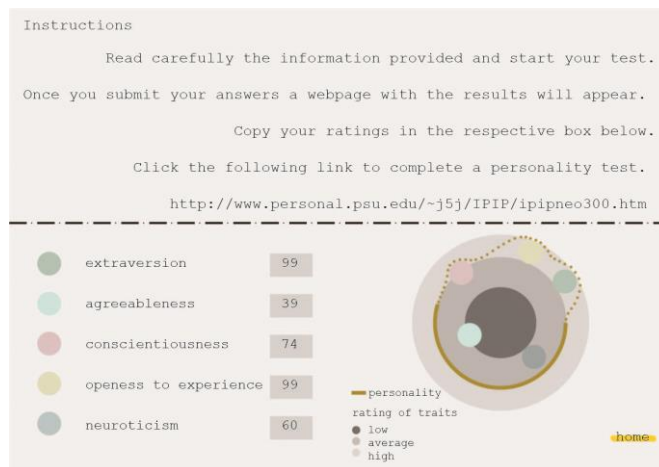 Instructions
Read carefully the information provided and start your test.
Once you submit your answers a webpage with the results will appear.
Copy your ratings in the respective box below.
Click the following link to complete a personality test.
http://www.personal.psu.edu/~j5j/IPIP/ipipneo300.htm
extraversion 99
agreeableness 39
conscientiousness 74
openess to experience 99
neuroticism 60
personality
rating of traits
low
average
high
home